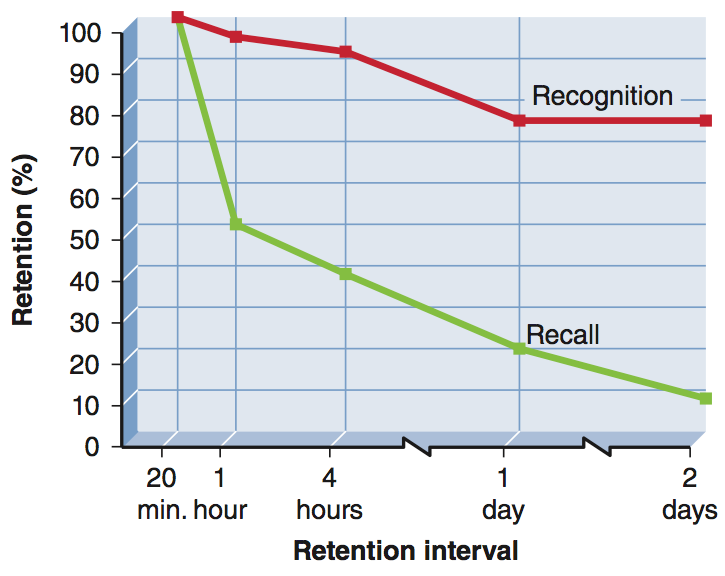 100
90
80
70
60
50
40
30
20
10
0
Retention (%)
Recognition
Recall
20 1 4 1 2
min. hour hours day days
Retention interval